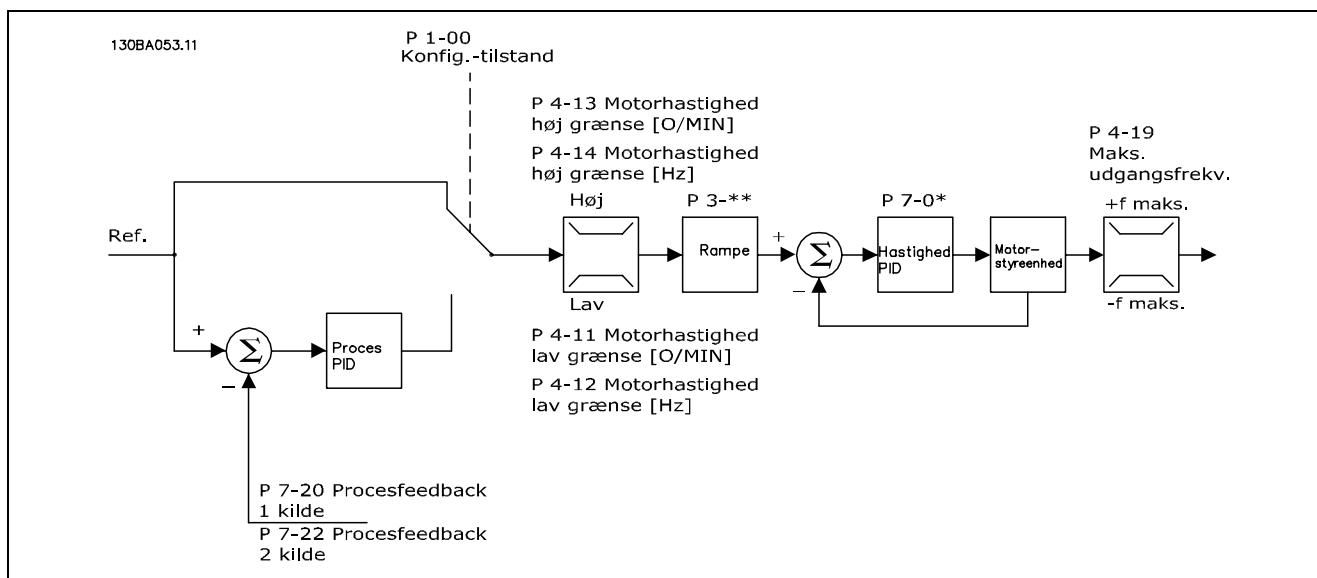 130BA053.11
P 1-00
Konfig.-tilstand
P 4-13 Motorhastighed
høj grænse [O/MIN]
P 4-14 Motorhastighed
høj grænse [Hz]
P 4-19
Maks.
udgangsfrekv.
Ref.
Høj
P 3-**
P 7-0*
+f maks.
Rampe
+
Σ
−
Hastighed
PID
Motor-
styreenhed
Lav
-f maks.
+
Σ
−
Proces
PID
P 4-11 Motorhastighed
lav grænse [O/MIN]
P 4-12 Motorhastighed
lav grænse [Hz]
P 7-20 Procesfeedback
1 kilde
P 7-22 Procesfeedback
2 kilde